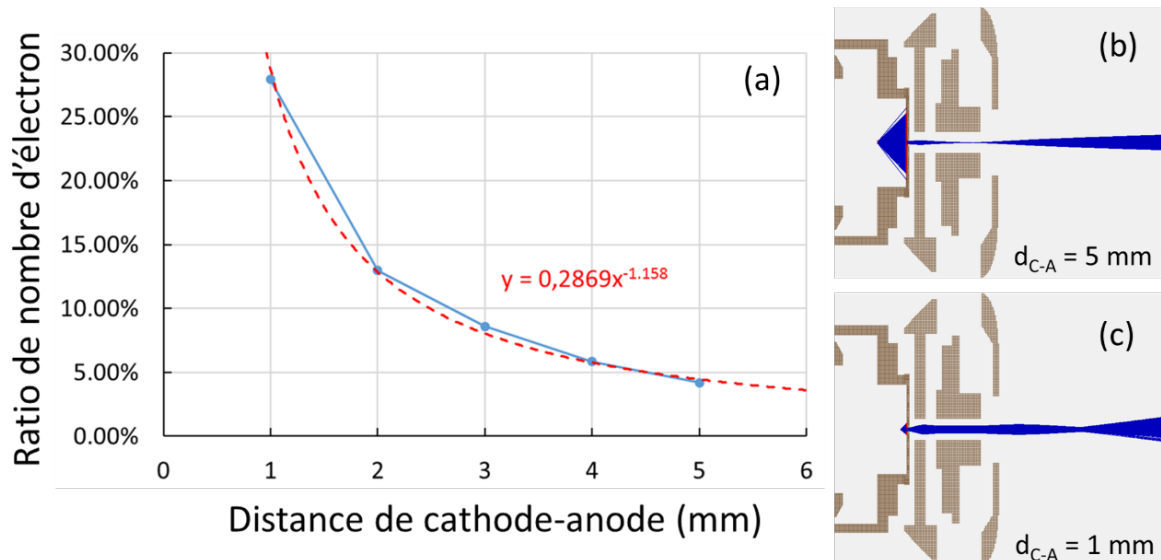 30.00%
25.00%
20.00%
15.00%
10.00%
5.00%
0.00%
0 1 2 3 4 5 6
Ratio de nombre d'électron
Distance de cathode-anode (mm)
(a)
y = 0,2869x^-1.158
(b)
d_C-A = 5 mm
(c)
d_C-A = 1 mm